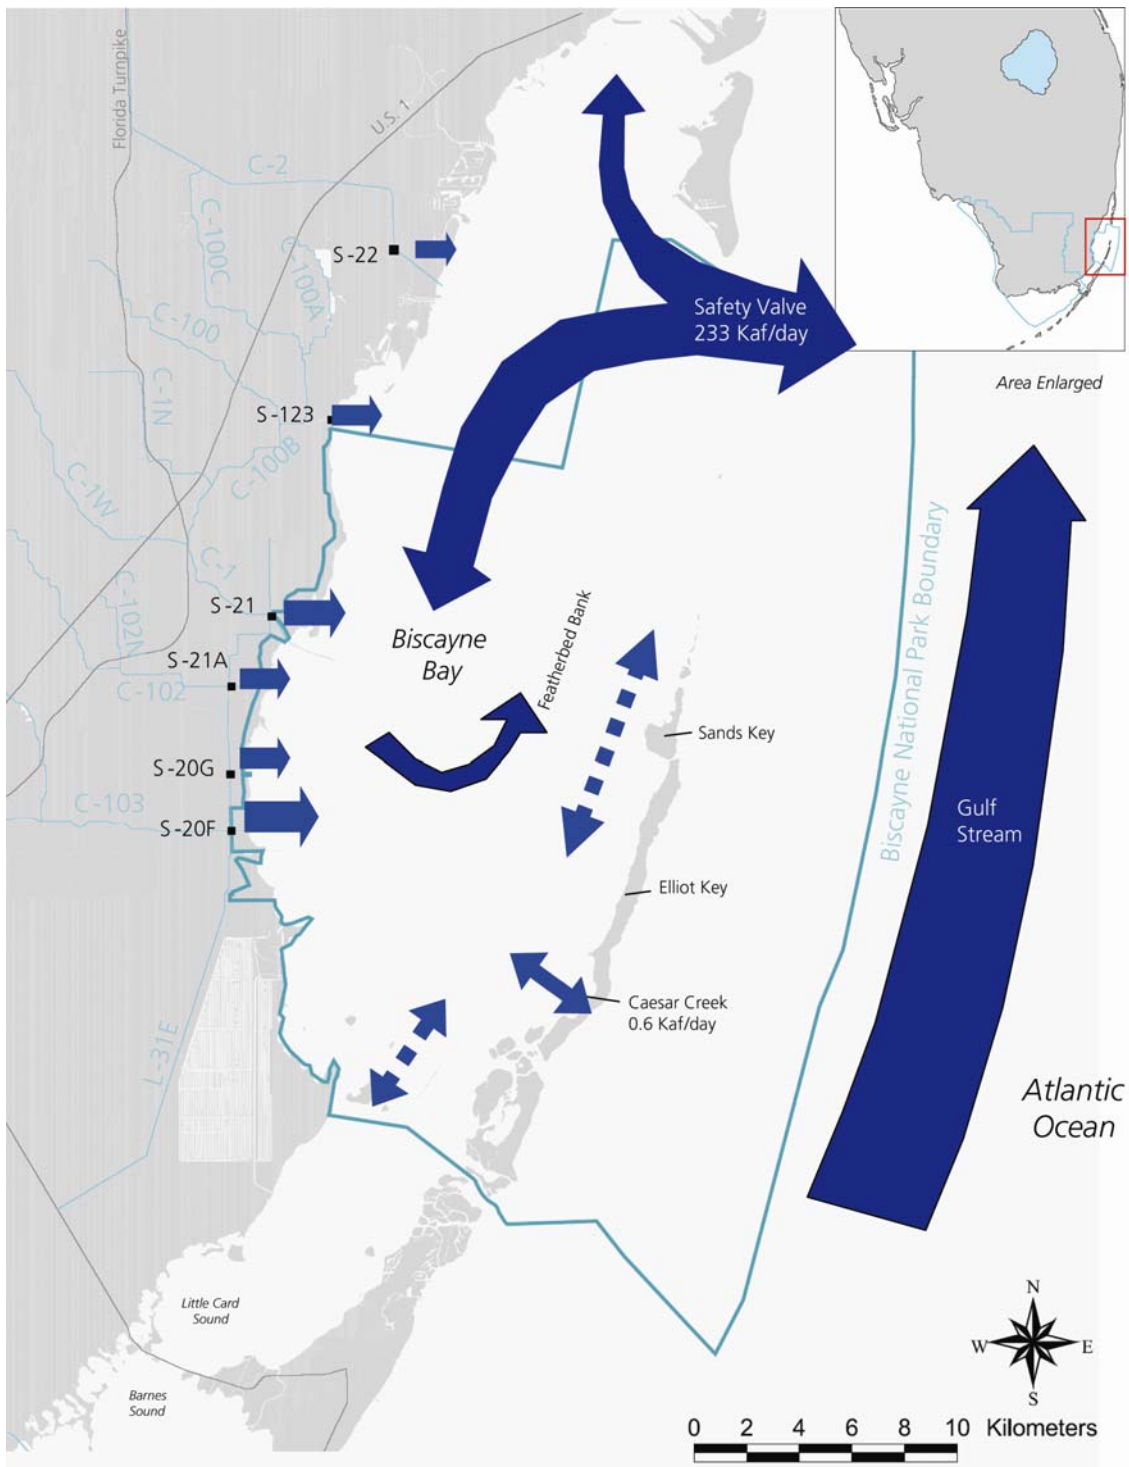 Florida Turnpike
U.S. 1
C-2
C-100C
C-100A
S-22
C-100
Safety Valve
233 Kaf/day
Area Enlarged
C-1N
S-123
C-100B
C-1W
C-1
C-102N
S-21
Biscayne
Bay
Featherbed Bank
Biscayne National Park Boundary
S-21A
C-102
Sands Key
S-20G
C-103
S-20F
Gulf
Stream
Elliot Key
Caesar Creek
0.6 Kaf/day
L-31E
Atlantic
Ocean
Little Card
Sound
Barnes
Sound
N
W
E
S
0 2 4 6 8 10 Kilometers